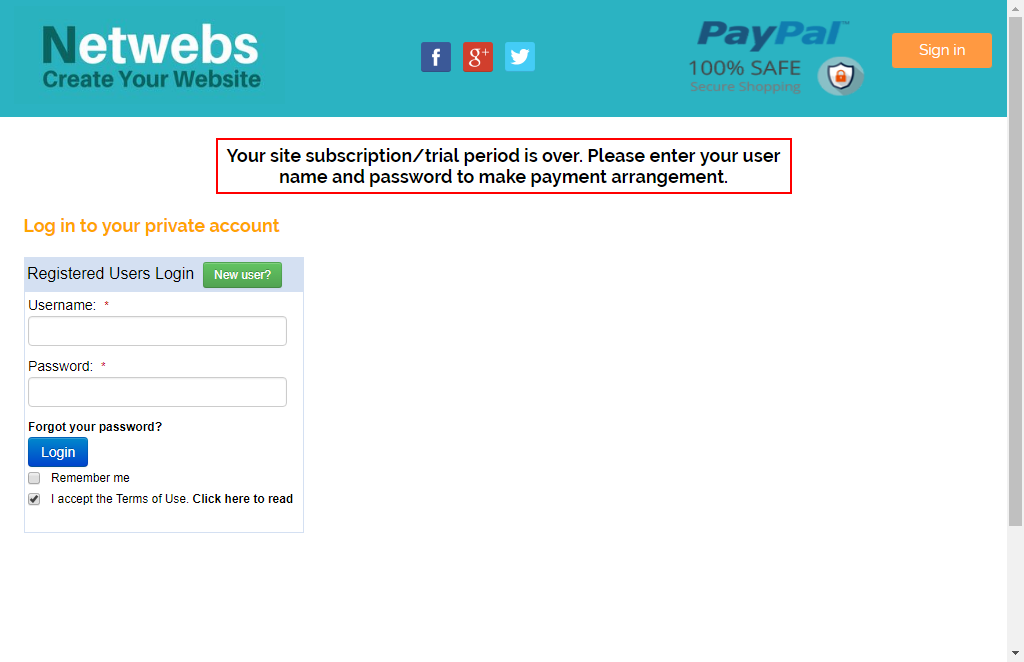 Netwebs
Create Your Website
f
g+
PayPal™
100% SAFE
Secure Shopping
Sign in
Your site subscription/trial period is over. Please enter your user
name and password to make payment arrangement.
Log in to your private account
Registered Users Login New user?
Username: *
Password: *
Forgot your password?
Login
Remember me
I accept the Terms of Use. Click here to read